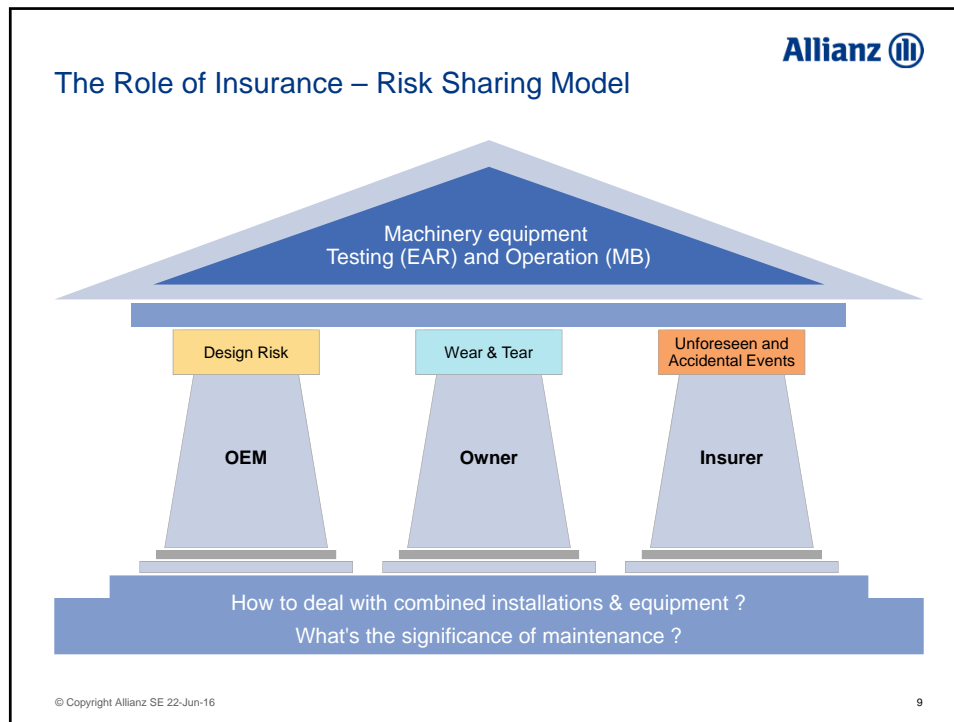 Allianz
The Role of Insurance – Risk Sharing Model
Machinery equipment
Testing (EAR) and Operation (MB)
Design Risk
Wear & Tear
Unforeseen and
Accidental Events
OEM
Owner
Insurer
How to deal with combined installations & equipment ?
What's the significance of maintenance ?
© Copyright Allianz SE 22-Jun-16
9